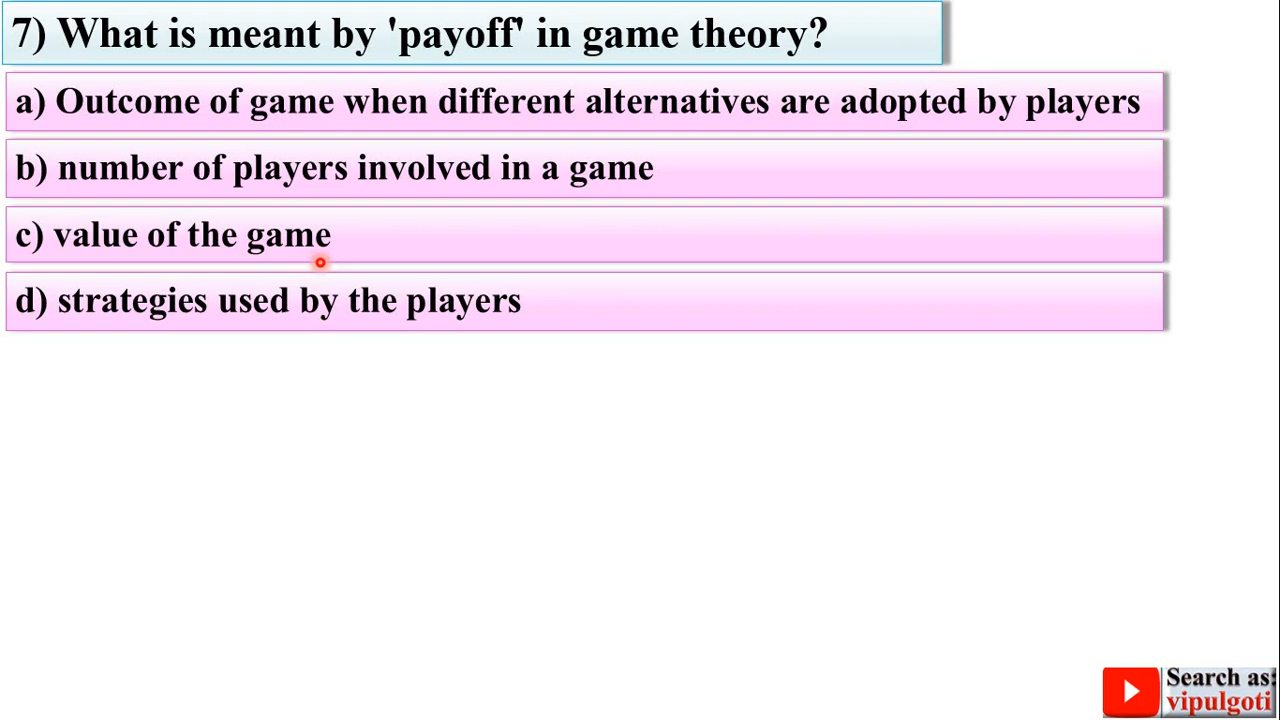 7) What is meant by 'payoff' in game theory?
a) Outcome of game when different alternatives are adopted by players
b) number of players involved in a game
c) value of the game
d) strategies used by the players
Search as:
vipulgoti